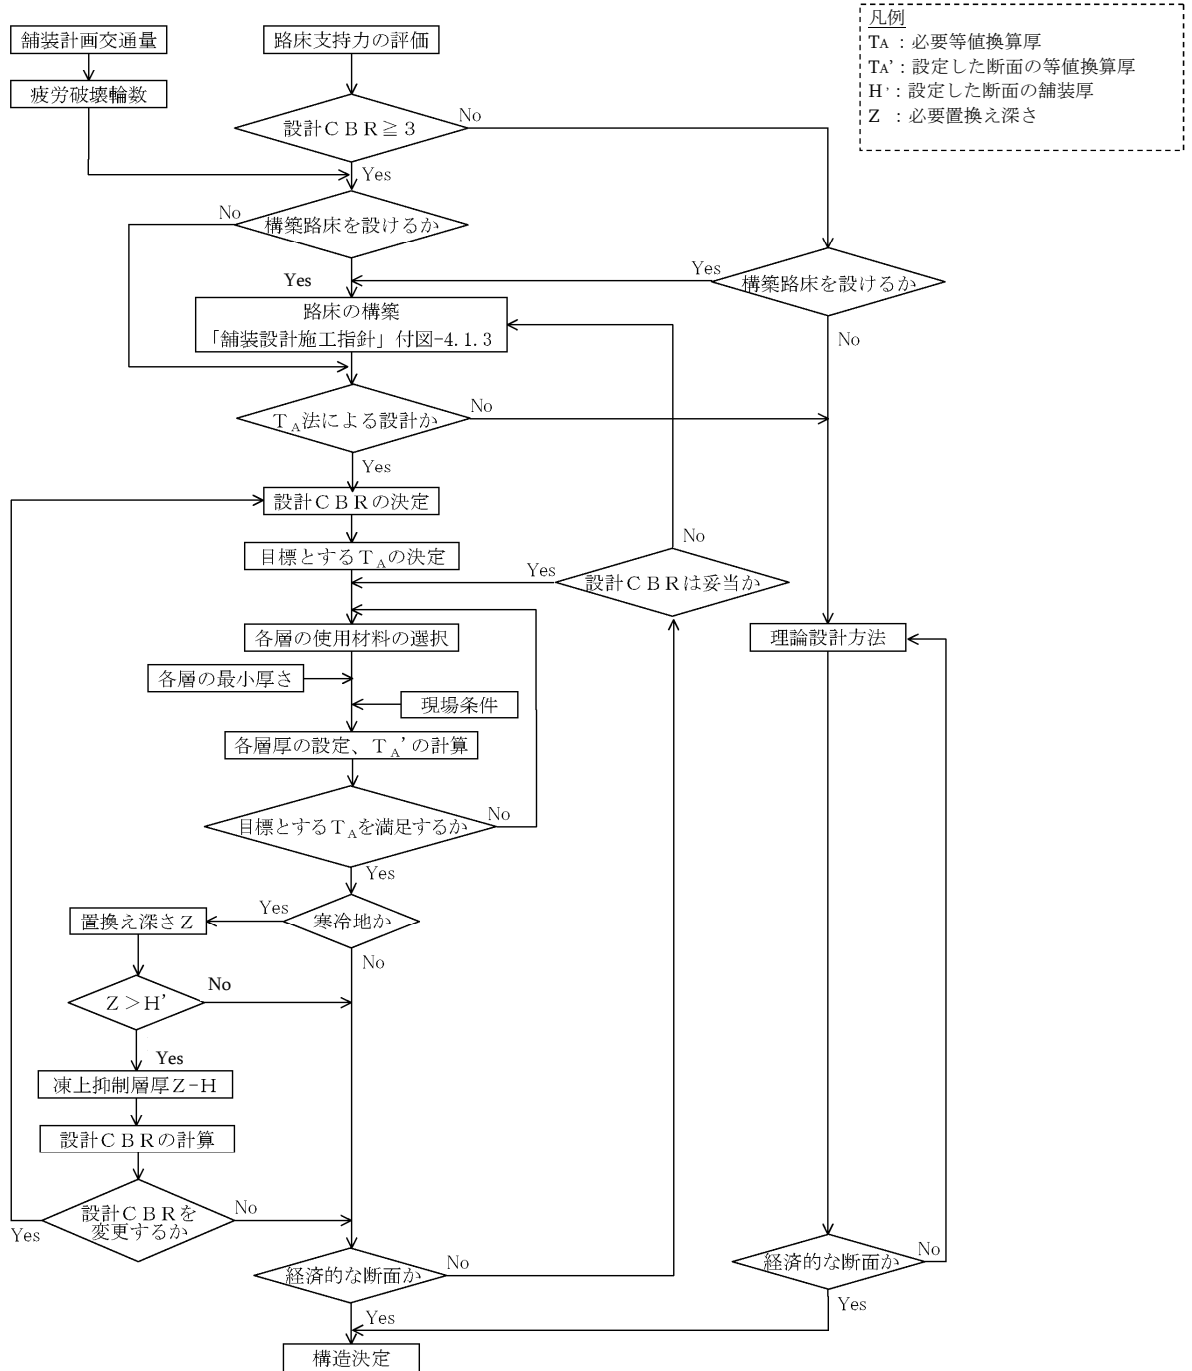 凡例
TA：必要等値換算厚
TA'：設定した断面の等値換算厚
H'：設定した断面の舗装厚
Z ：必要置換え深さ
舗装計画交通量
路床支持力の評価
疲労破壊輪数
設計ＣＢＲ≧３
No
Yes
No
構築路床を設けるか
Yes
Yes
構築路床を設けるか
No
路床の構築
「舗装設計施工指針」付図-4.1.3
ＴA法による設計か
No
Yes
設計ＣＢＲの決定
目標とするＴAの決定
No
Yes
設計ＣＢＲは妥当か
各層の使用材料の選択
理論設計方法
各層の最小厚さ
現場条件
各層厚の設定、ＴA'の計算
目標とするＴAを満足するか
No
Yes
置換え深さＺ
Yes
寒冷地か
No
Ｚ＞Ｈ'
No
Yes
凍上抑制層厚Ｚ-Ｈ
設計ＣＢＲの計算
設計ＣＢＲを
変更するか
No
Yes
経済的な断面か
No
経済的な断面か
No
Yes
Yes
構造決定